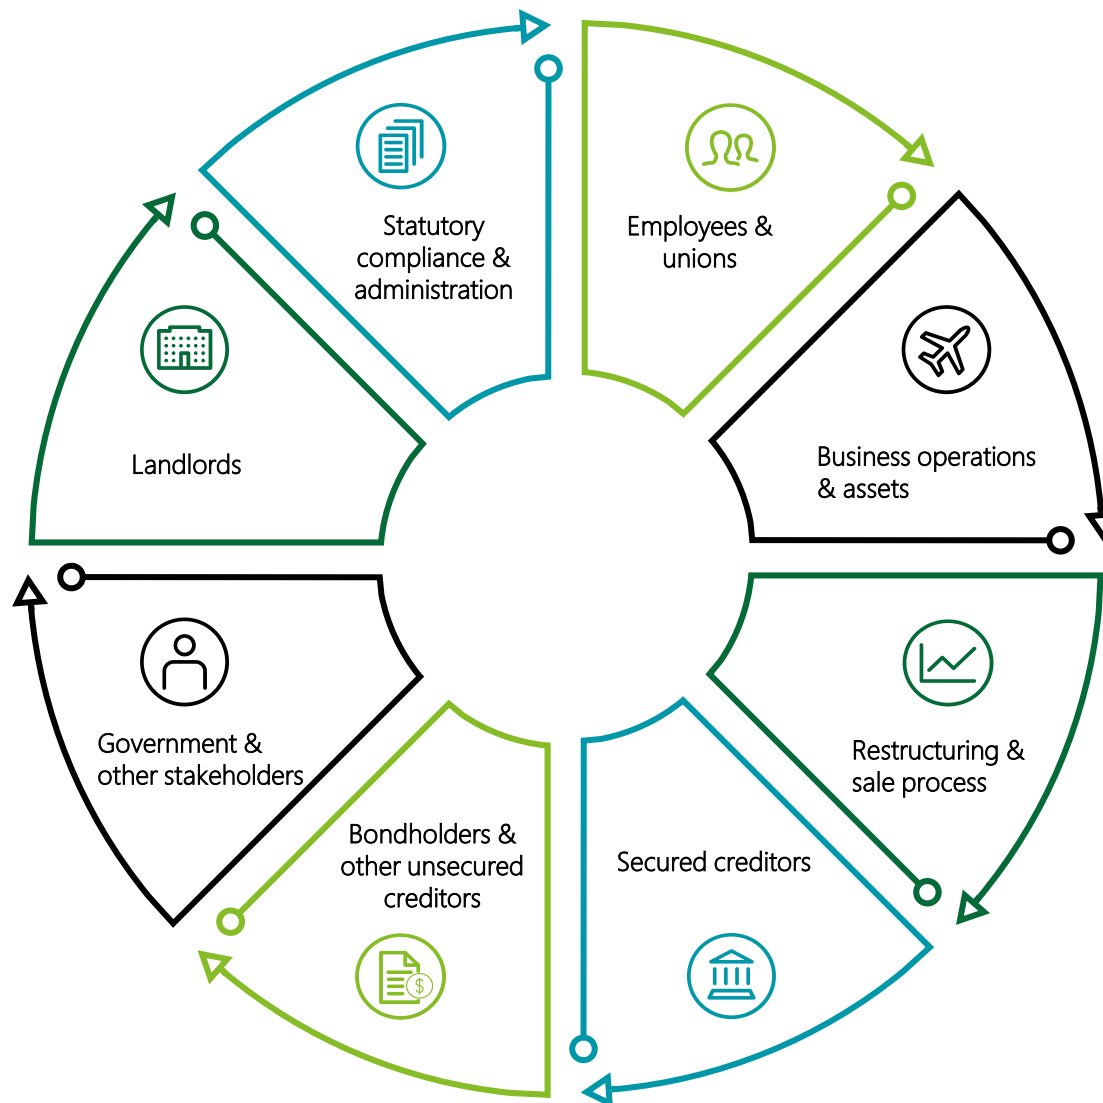 Statutory
compliance &
administration
Employees &
unions
Business operations
& assets
Restructuring &
sale process
Secured creditors
Bondholders &
other unsecured
creditors
$
Government &
other stakeholders
Landlords